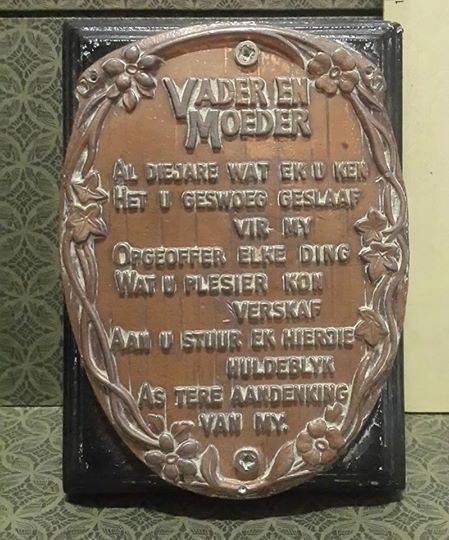 VADER EN
MOEDER
AL DIEJARE WAT EK U KEN
HET U GESWOEG GESLAAF
VIR MY
OPGEOFFER ELKE DING
WAT U PLESIER KON
VERSKAF
AAN U STUUR EK HIERDIE
HULDEBLYK
AS TERE AANDENKING
VAN MY.